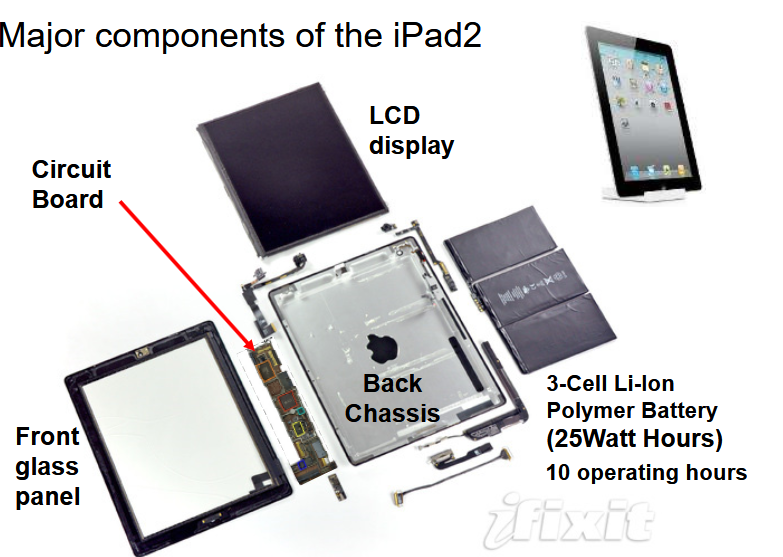 Major components of the iPad2
LCD
display
Circuit
Board
Back
Chassis
3-Cell Li-Ion
Polymer Battery
(25Watt Hours)
10 operating hours
Front
glass
panel
ifixit